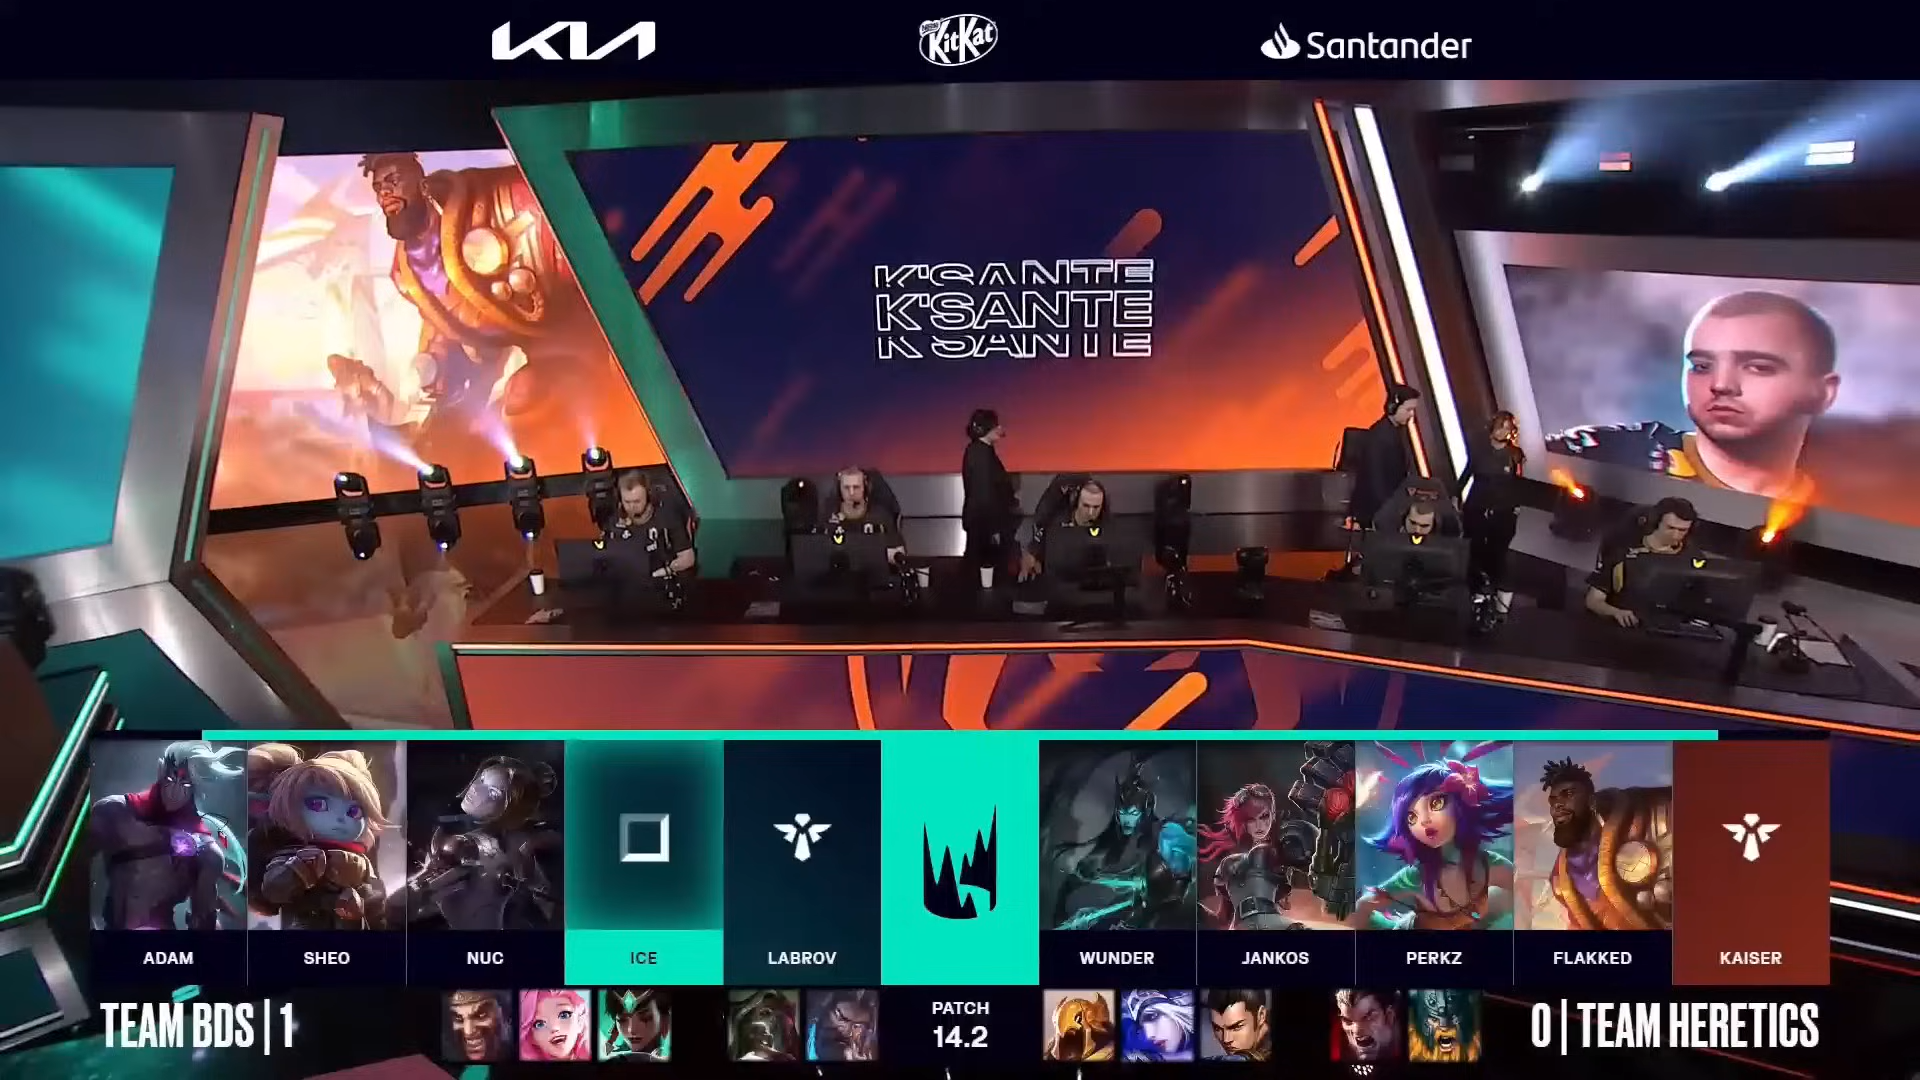 KIA
Nestlé
KitKat
Santander
K'SANTE
K'SANTE
K'SANTE
ADAM
SHEO
NUC
ICE
LABROV
WUNDER
JANKOS
PERKZ
FLAKKED
KAISER
TEAM BDS | 1
PATCH
14.2
0 | TEAM HERETICS